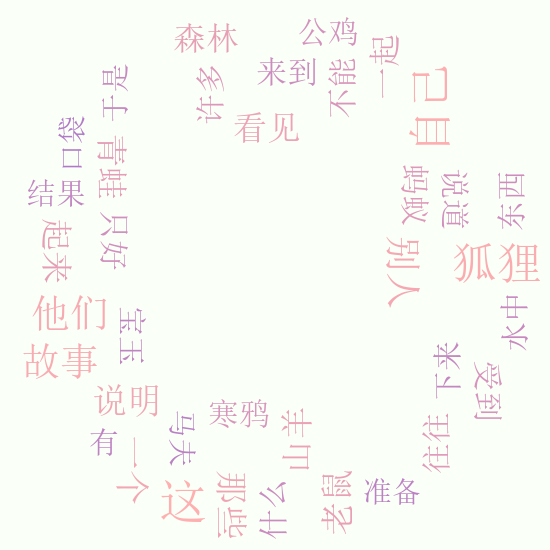 公鸡
森林
一起
来到
不能
许多
于是
自己
看见
口袋
青蛙
蚂蚁
说道
东西
结果
只好
起来
别人
狐狸
他们
水中
宝玉
故事
下来
受到
说明
寒鸦
马夫
山羊
有
往往
一个
这
那些
什么
老鼠
准备